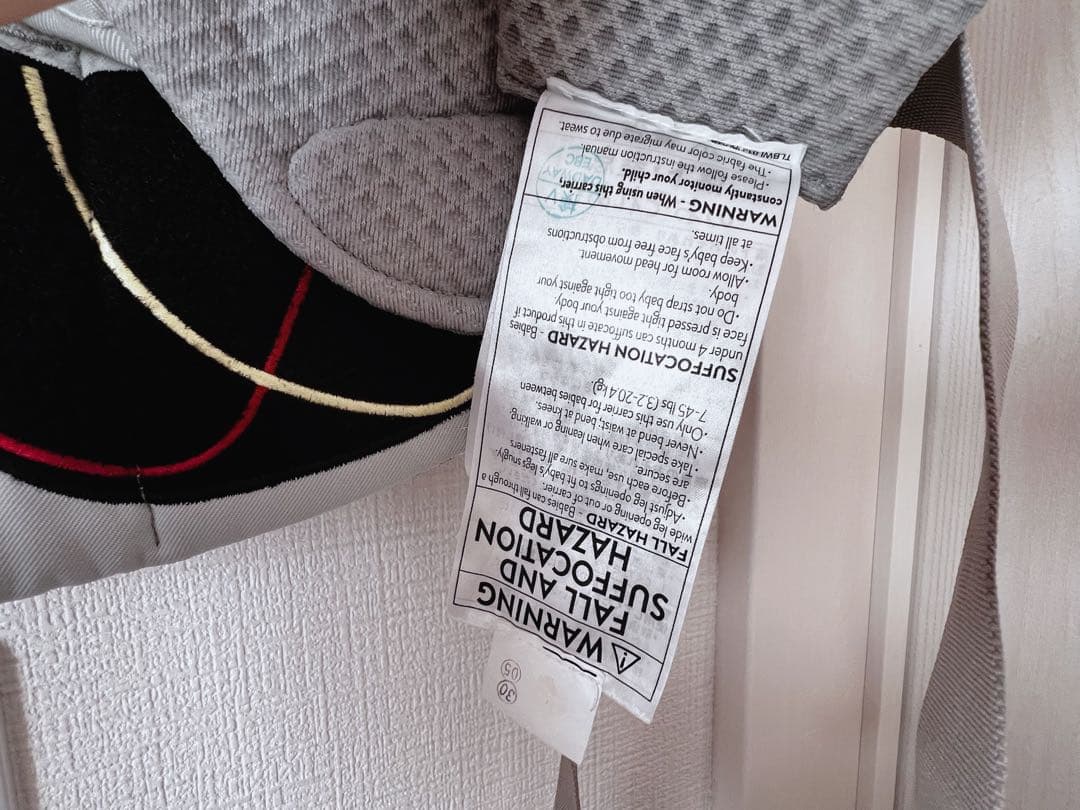 WARNING
FALL AND
SUFFOCATION
HAZARD
FALL HAZARD - Babies can fall through a
wide leg opening or out of carrier.
•Adjust leg openings to fit baby's legs snugly.
•Before each use, make sure all fasteners
are secure.
•Take special care when leaning or walking.
•Never bend at waist; bend at knees.
•Only use this carrier for babies between
7-45 lbs (3.2-20.4 kg).
SUFFOCATION HAZARD - Babies
under 4 months can suffocate in this product if
face is pressed tight against your body.
•Do not strap baby too tight against your
body.
•Allow room for head movement.
•Keep baby's face free from obstructions
at all times.
WARNING - When using this carrier,
constantly monitor your child.
•Please follow the instruction manual.
•The fabric color may migrate due to sweat.
EBC
30
05